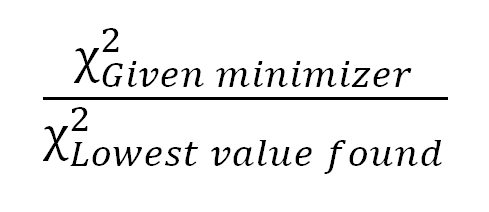 χ²Given minimizer
χ²Lowest value found